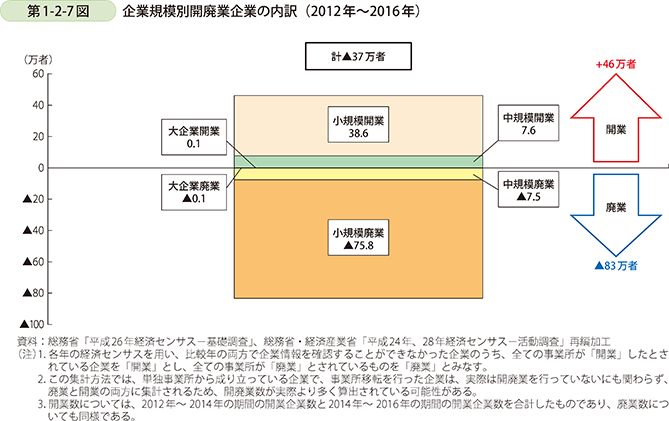 第1-2-7図　企業規模別開廃業企業の内訳（2012年～2016年）
計▲37万者
（万者）
60
40
20
0
▲20
▲40
▲60
▲80
▲100
小規模開業
38.6
大企業開業
0.1
中規模開業
7.6
大企業廃業
▲0.1
中規模廃業
▲7.5
小規模廃業
▲75.8
+46万者
開業
廃業
▲83万者
資料：総務省「平成26年経済センサス－基礎調査」、総務省・経済産業省「平成24年、28年経済センサス－活動調査」再編加工
（注）1. 各年の経済センサスを用い、比較年の両方で企業情報を確認することができなかった企業のうち、全ての事業所が「開業」したとさ
れている企業を「開業」とし、全ての事業所が「廃業」とされているものを「廃業」とみなす。
2. この集計方法では、単独事業所から成り立っている企業で、事業所移転を行った企業は、実際は開廃業を行っていないにも関わらず、
廃業と開業の両方に集計されるため、開廃業数が実際より多く算出されている可能性がある。
3. 開業数については、2012年～2014年の期間の開業企業数と2014年～2016年の期間の開業企業数を合計したものであり、廃業数につ
いても同様である。